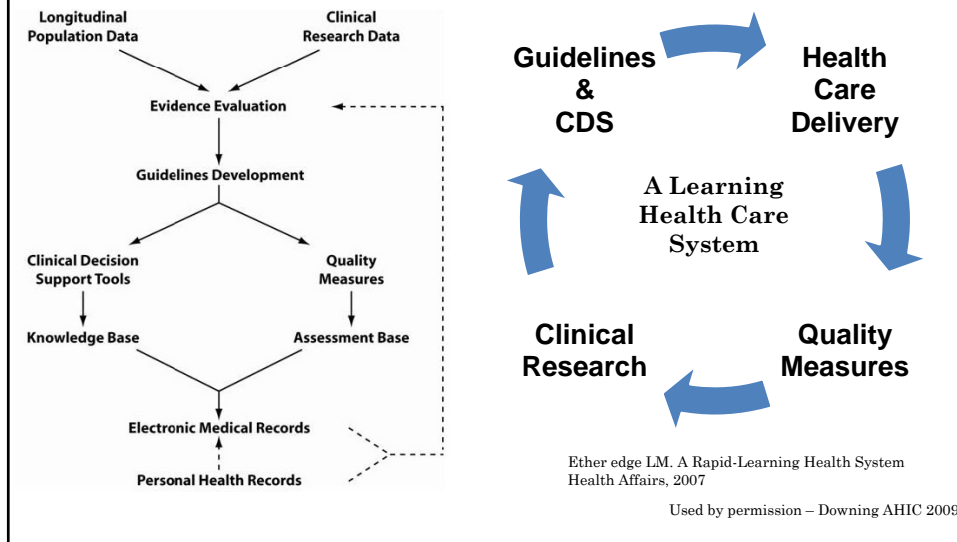 Longitudinal
Population Data
Clinical
Research Data
Evidence Evaluation
Guidelines Development
Clinical Decision
Support Tools
Quality
Measures
Knowledge Base
Assessment Base
Electronic Medical Records
Personal Health Records
Guidelines
&
CDS
Health
Care
Delivery
A Learning
Health Care
System
Clinical
Research
Quality
Measures
Ether edge LM. A Rapid-Learning Health System
Health Affairs, 2007
Used by permission – Downing AHIC 2009